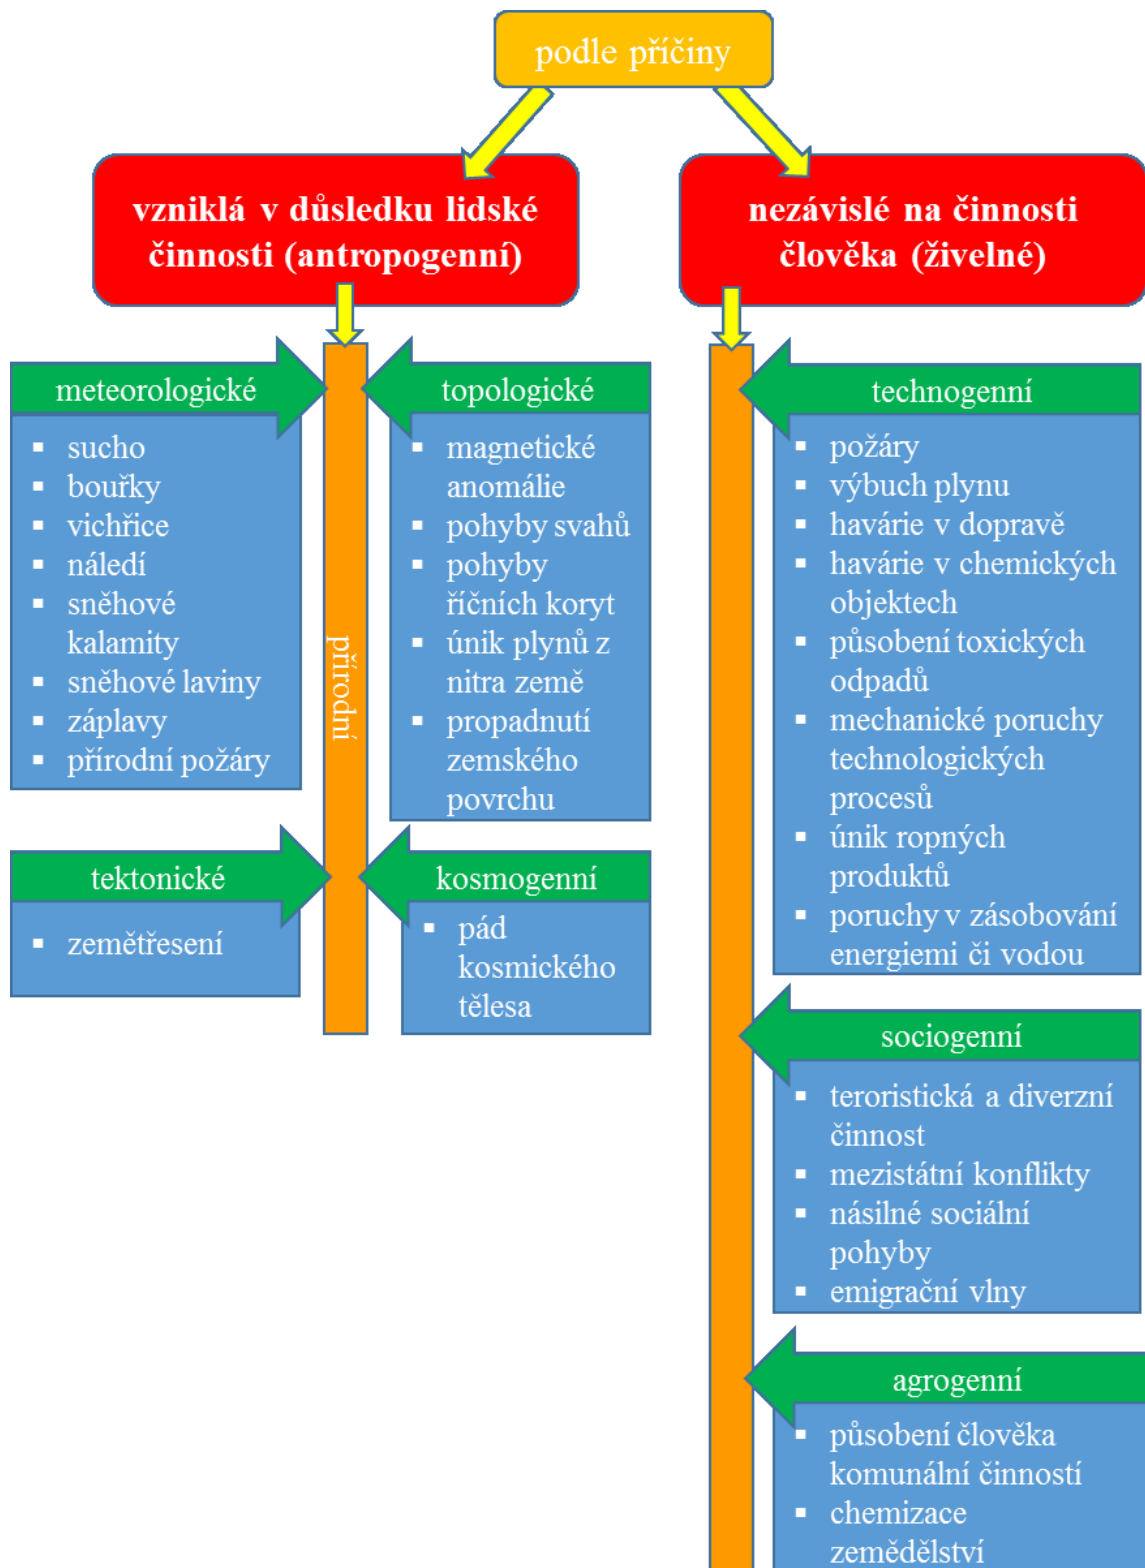 podle příčiny
vzniklá v důsledku lidské
činnosti (antropogenní)
nezávislé na činnosti
člověka (živelné)
přírodní
meteorologické
▪ sucho
▪ bouřky
▪ vichřice
▪ náledí
▪ sněhové
kalamity
▪ sněhové laviny
▪ záplavy
▪ přírodní požáry
topologické
▪ magnetické
anomálie
▪ pohyby svahů
▪ pohyby
říčních koryt
▪ únik plynů z
nitra země
▪ propadnutí
zemského
povrchu
tektonické
▪ zemětřesení
kosmogenní
▪ pád
kosmického
tělesa
technogenní
▪ požáry
▪ výbuch plynu
▪ havárie v dopravě
▪ havárie v chemických
objektech
▪ působení toxických
odpadů
▪ mechanické poruchy
technologických
procesů
▪ únik ropných
produktů
▪ poruchy v zásobování
energiemi či vodou
sociogenní
▪ teroristická a diverzní
činnost
▪ mezistátní konflikty
▪ násilné sociální
pohyby
▪ emigrační vlny
agrogenní
▪ působení člověka
komunální činností
▪ chemizace
zemědělství